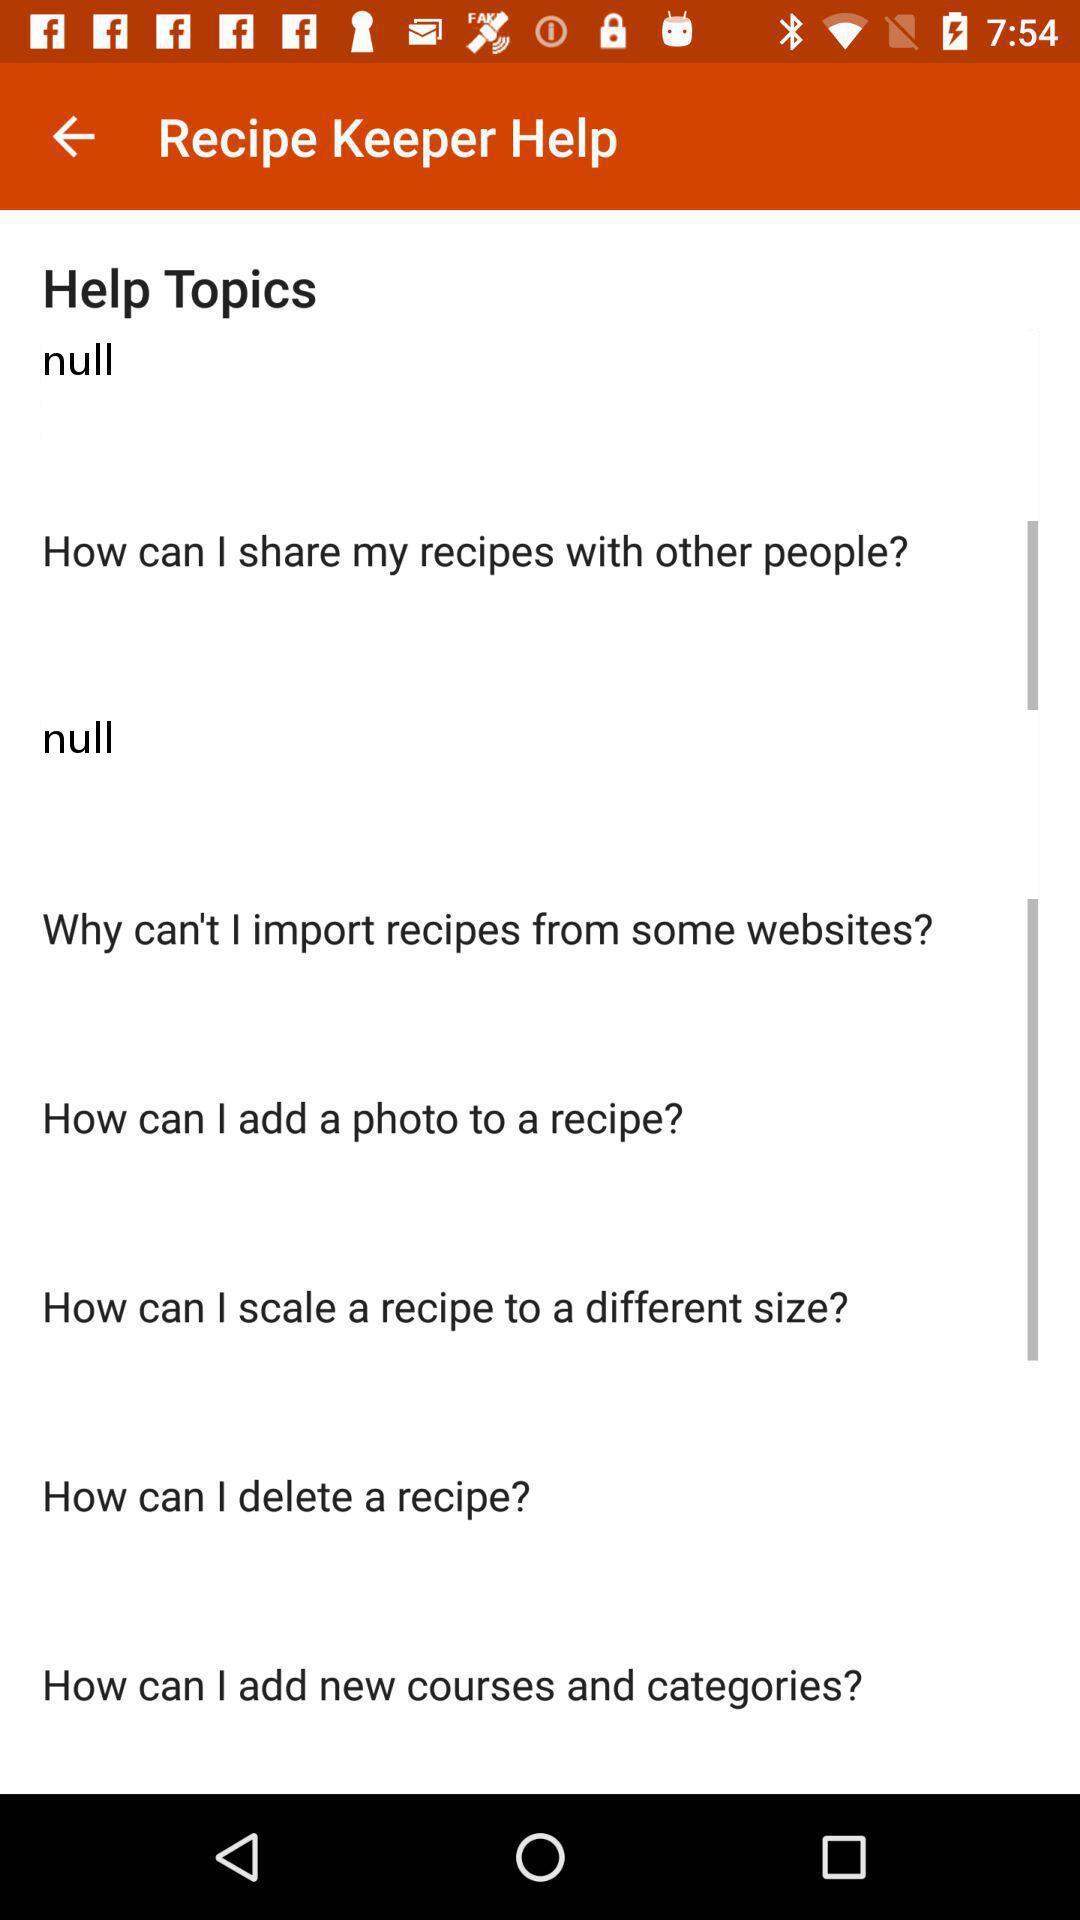 FAKE
7:54
Recipe Keeper Help
Help Topics
null
How can I share my recipes with other people?
null
Why can't I import recipes from some websites?
How can I add a photo to a recipe?
How can I scale a recipe to a different size?
How can I delete a recipe?
How can I add new courses and categories?